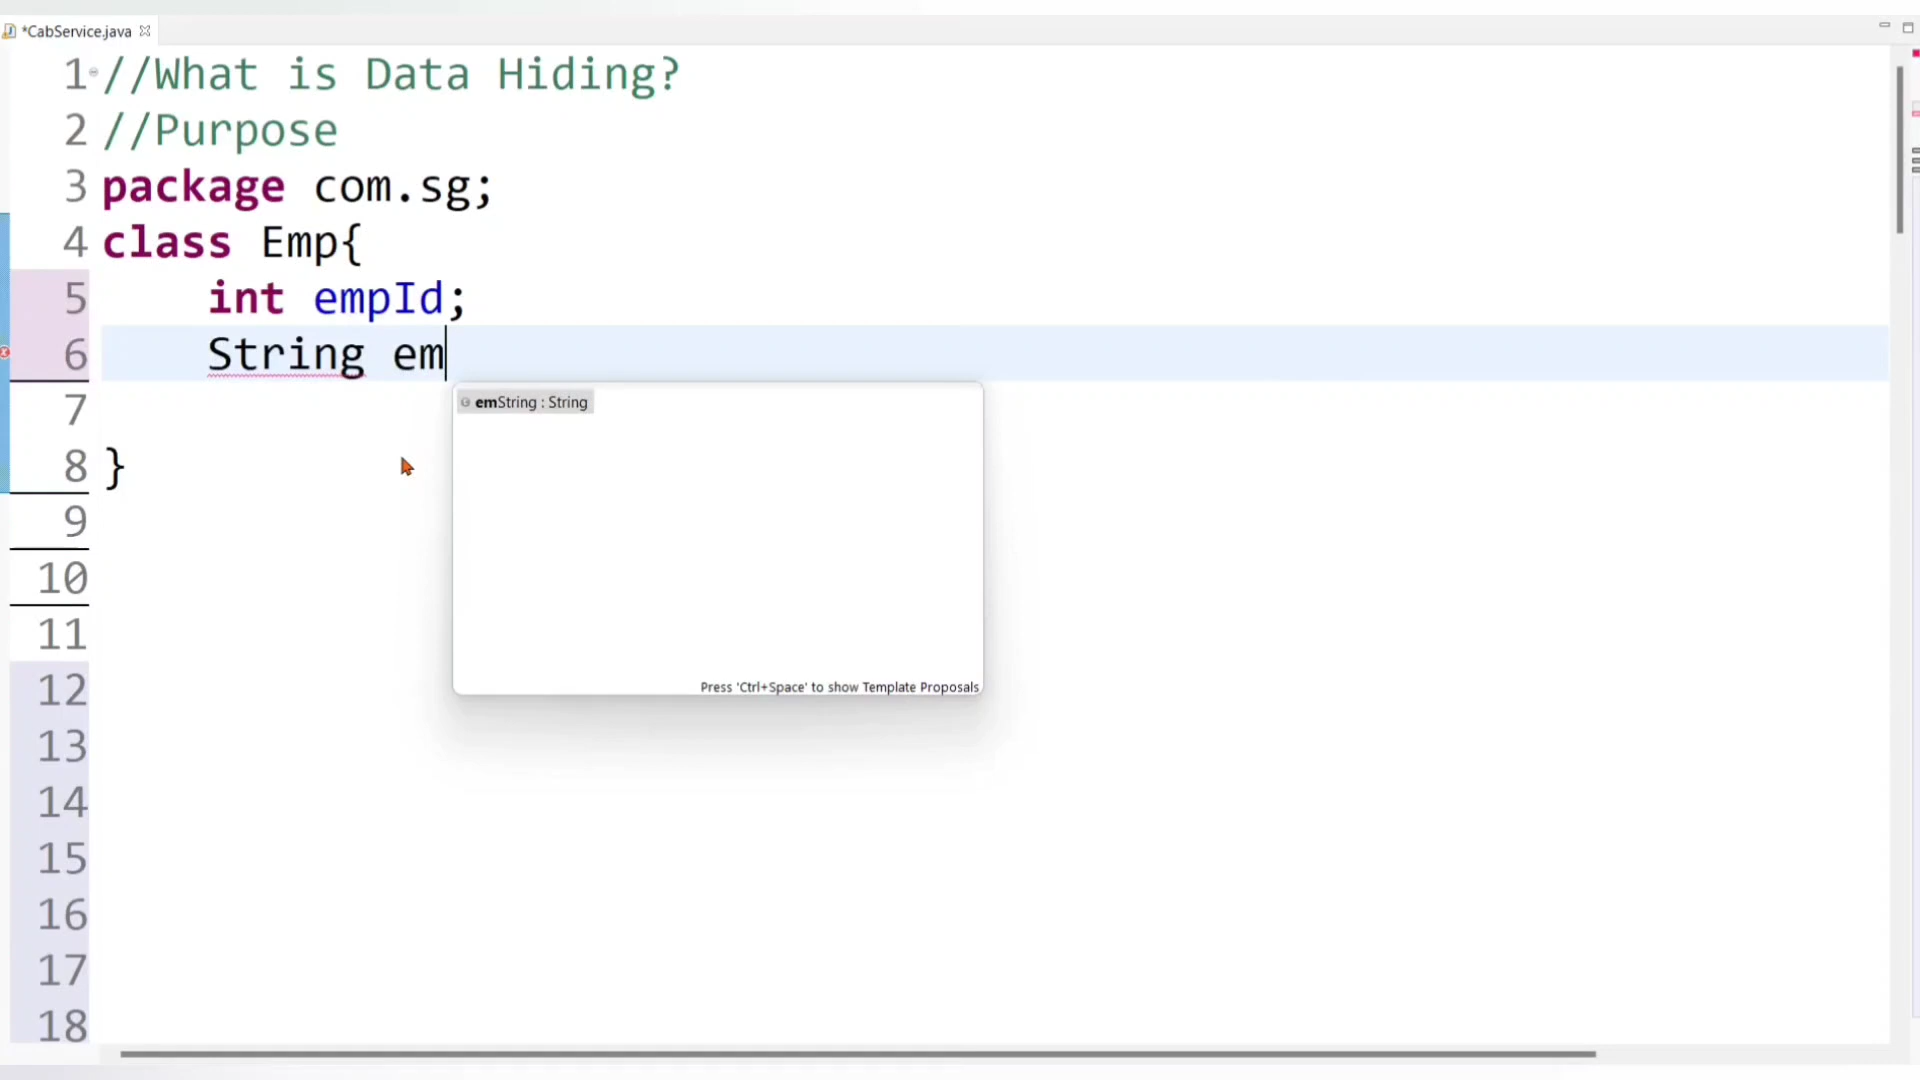 *CabService.java
1 //What is Data Hiding?
2 //Purpose
3 package com.sg;
4 class Emp{
5 int empId;
6 String em
emString : String
7
8 }
9
10
11
12
Press 'Ctrl+Space' to show Template Proposals
13
14
15
16
17
18